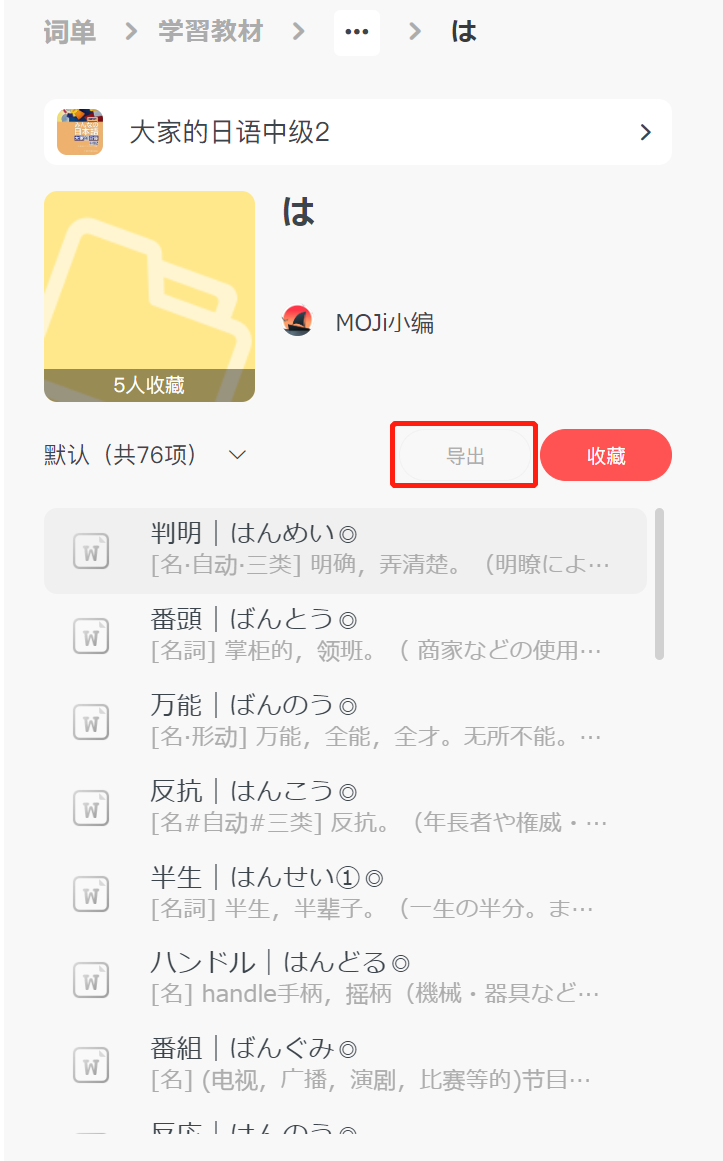 词单 > 学習教材 > ··· > は
大家的日语中级2
は
MOJi小编
5人收藏
默认（共76项）
导出
收藏
判明｜はんめい◎
[名·自动·三类] 明确，弄清楚。（明瞭によ…
番頭｜ばんとう◎
[名詞] 掌柜的，领班。（ 商家などの使用…
万能｜ばんのう◎
[名·形动] 万能，全能，全才。无所不能。…
反抗｜はんこう◎
[名#自动#三类] 反抗。（年長者や権威・…
半生｜はんせい①◎
[名詞] 半生，半辈子。（一生の半分。ま…
ハンドル｜はんどる◎
[名] handle手柄，摇柄（機械・器具など…
番組｜ばんぐみ◎
[名] (电视，广播，演剧，比赛等的)节目…